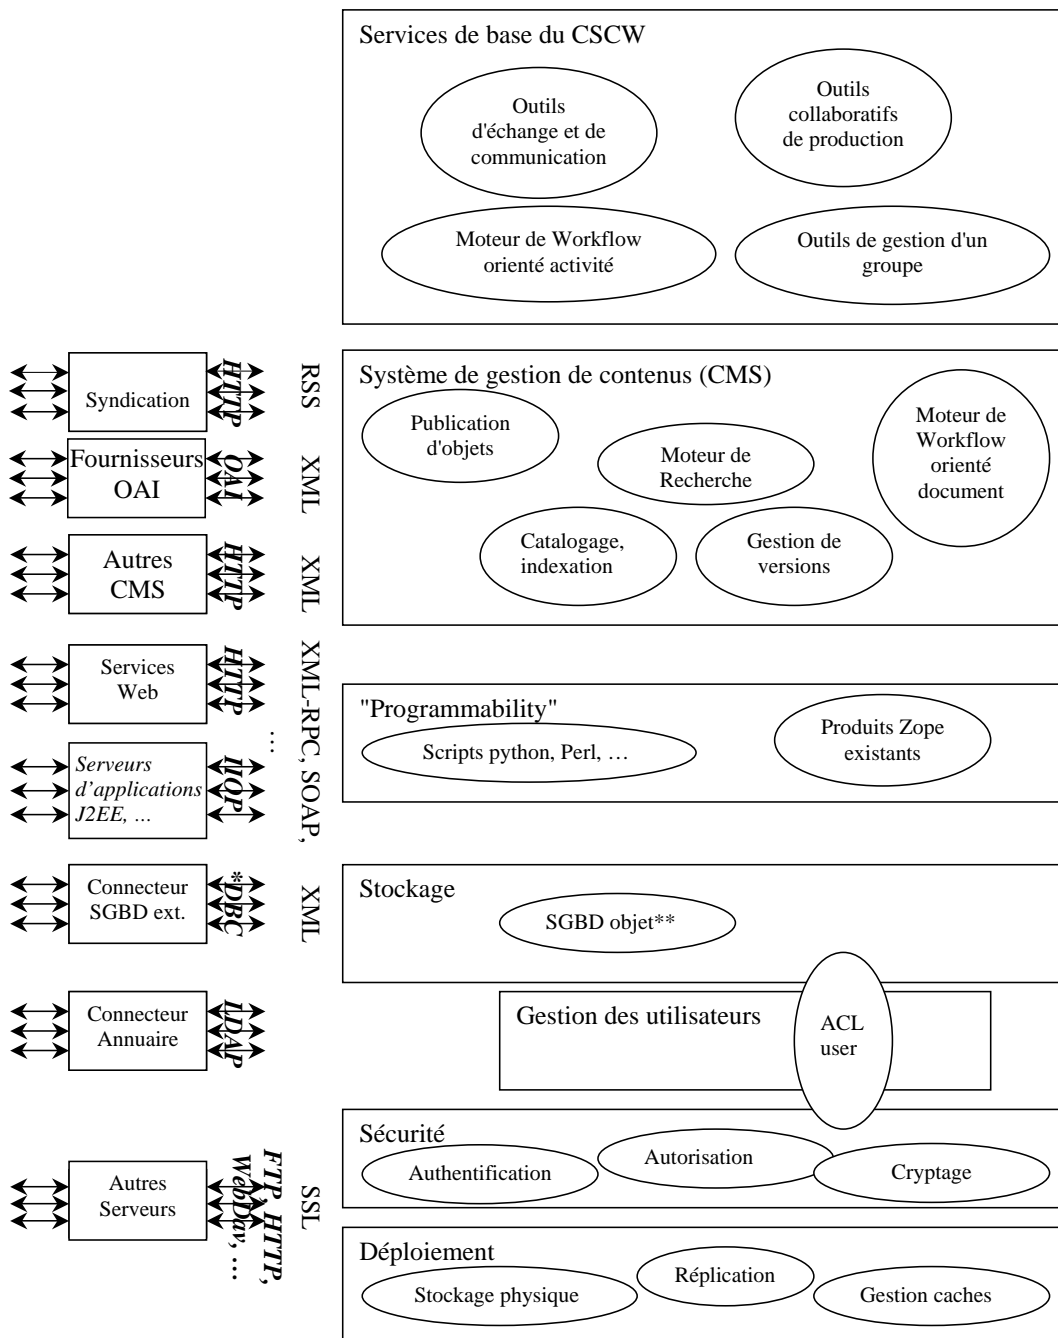 Services de base du CSCW
Outils
d'échange et de
communication
Outils
collaboratifs
de production
Moteur de Workflow
orienté activité
Outils de gestion d'un
groupe
Syndication
HTTP
RSS
Fournisseurs
OAI
OAI
XML
Autres
CMS
HTTP
XML
Système de gestion de contenus (CMS)
Publication
d'objets
Moteur de
Recherche
Moteur de
Workflow
orienté
document
Catalogage,
indexation
Gestion de
versions
Services
Web
HTTP
XML-RPC, SOAP,
…
Serveurs
d'applications
J2EE, …
IIOP
"Programmability"
Scripts python, Perl, …
Produits Zope
existants
Connecteur
SGBD ext.
*DBC
XML
Stockage
SGBD objet**
Connecteur
Annuaire
LDAP
Gestion des utilisateurs
ACL
user
Autres
Serveurs
FTP, HTTP,
WebDav, …
SSL
Sécurité
Authentification
Autorisation
Cryptage
Déploiement
Stockage physique
Réplication
Gestion caches